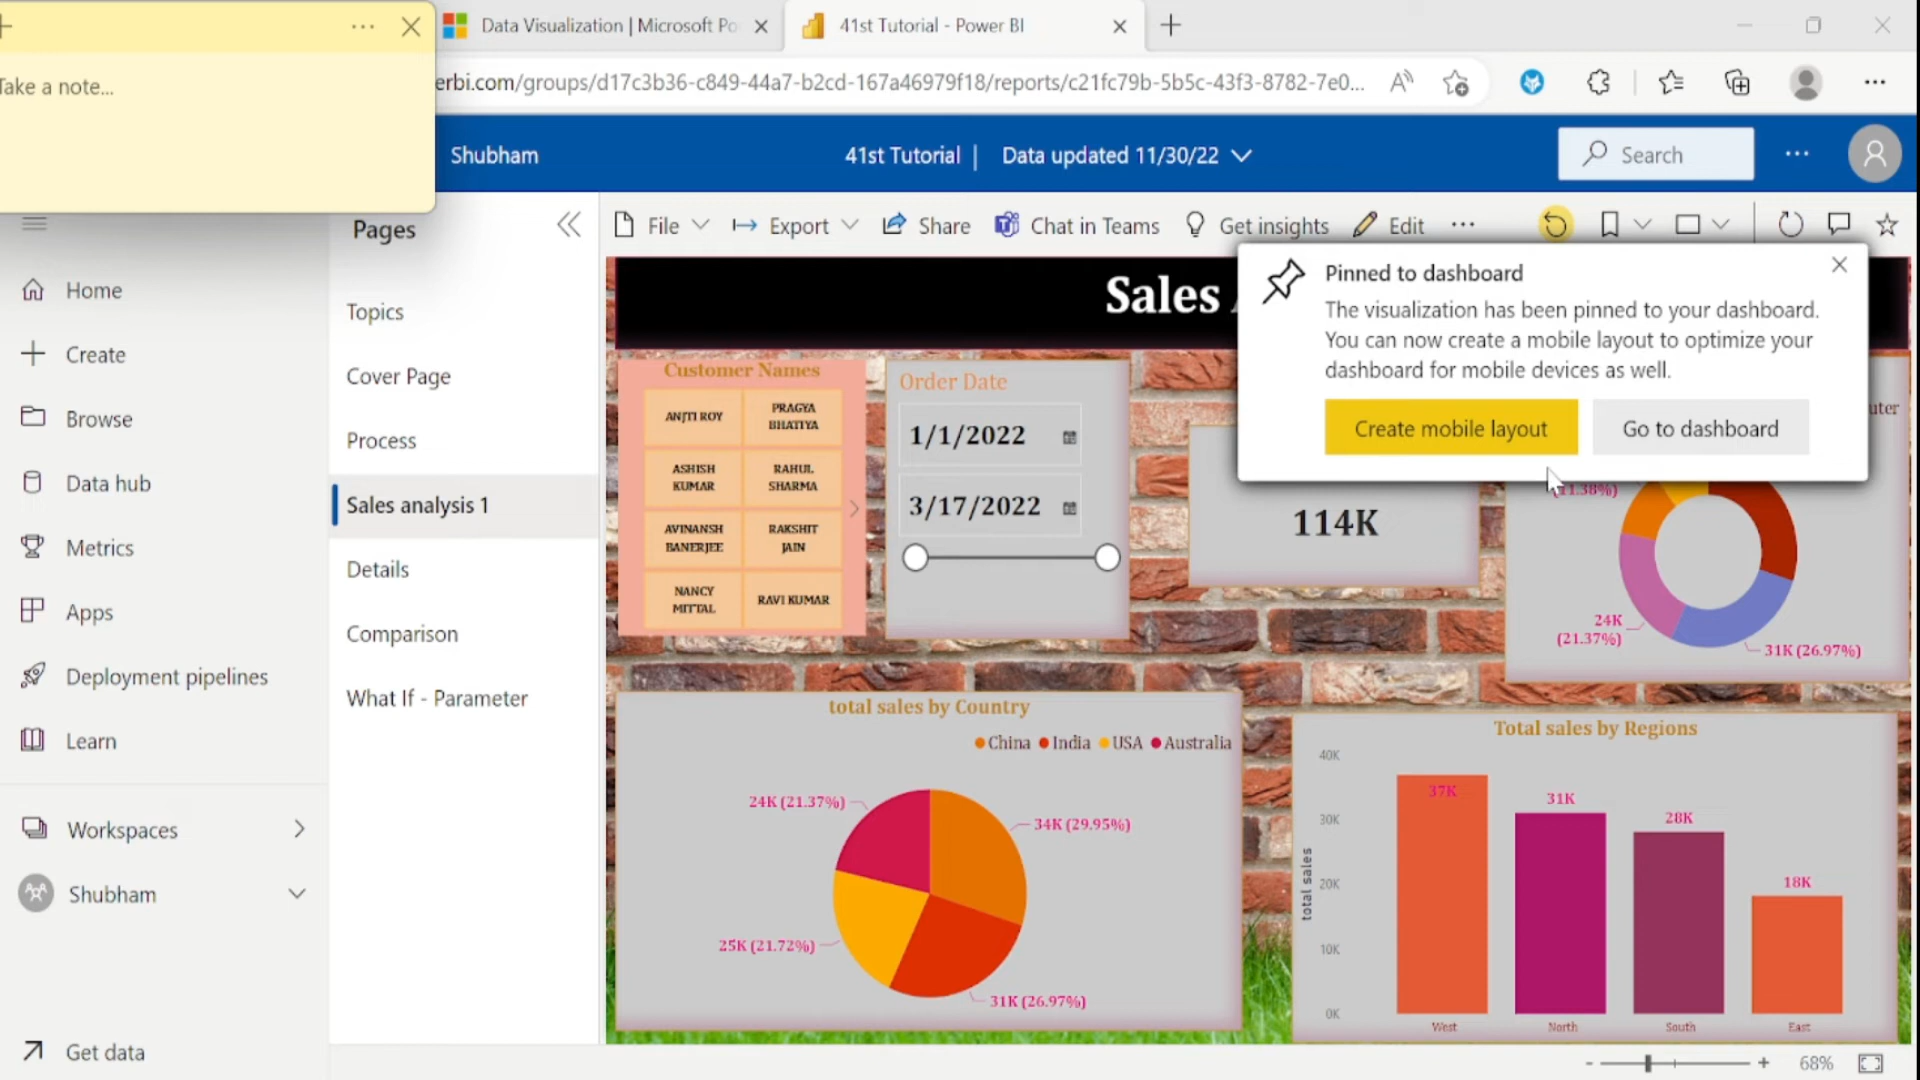 Take a note...
Data Visualization | Microsoft Po
41st Tutorial - Power BI
erbi.com/groups/d17c3b36-c849-44a7-b2cd-167a46979f18/reports/c21fc79b-5b5c-43f3-8782-7e0...
Shubham
41st Tutorial | Data updated 11/30/22
Search
File
Export
Share
Chat in Teams
Get insights
Edit
Home
Create
Browse
Data hub
Metrics
Apps
Deployment pipelines
Learn
Workspaces
Shubham
Get data
Pages
Topics
Cover Page
Process
Sales analysis 1
Details
Comparison
What If - Parameter
Sales
Pinned to dashboard
The visualization has been pinned to your dashboard.
You can now create a mobile layout to optimize your
dashboard for mobile devices as well.
Create mobile layout
Go to dashboard
Customer Names
ANJTI ROY
PRAGYA
BHATIYA
ASHISH
KUMAR
RAHUL
SHARMA
AVINANSH
BANERJEE
RAKSHIT
JAIN
NANCY
MITTAL
RAVI KUMAR
Order Date
1/1/2022
3/17/2022
114K
uter
(11.38%)
24K
(21.37%)
31K (26.97%)
total sales by Country
China India USA Australia
24K (21.37%)
34K (29.95%)
25K (21.72%)
31K (26.97%)
Total sales by Regions
total sales
40K
30K
20K
10K
0K
37K
31K
28K
18K
West
North
South
East
68%